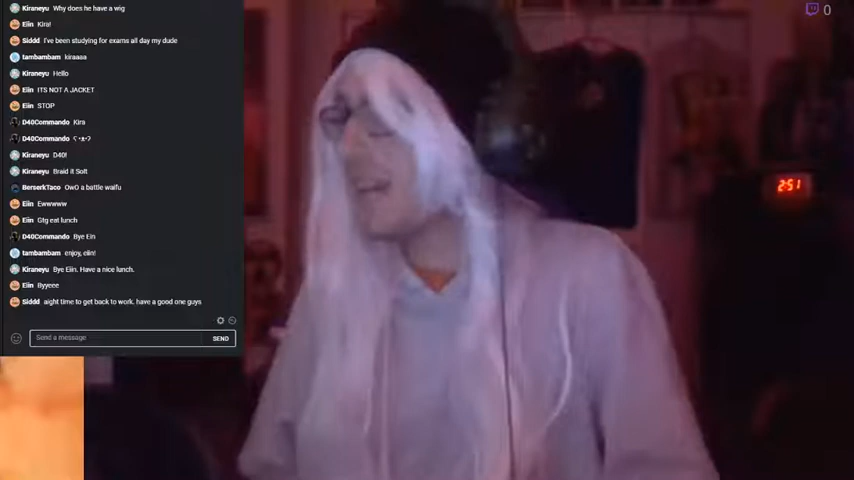 Kiraneyu Why does he have a wig
Eiin Kira!
Siddd I've been studying for exams all day my dude
tambambam kiraaaa
Kiraneyu Hello
Eiin ITS NOT A JACKET
Eiin STOP
D40Commando Kira
D40Commando ʕ •ᴥ•ʔ
Kiraneyu D40!
Kiraneyu Braid it Solt
BerserkTaco OwO a battle waifu
Eiin Ewwwww
Eiin Gtg eat lunch
D40Commando Bye Ein
tambambam enjoy, eiin!
Kiraneyu Bye Eiin. Have a nice lunch.
Eiin Byyeee
Siddd aight time to get back to work. have a good one guys
Send a message
SEND
0
2:51